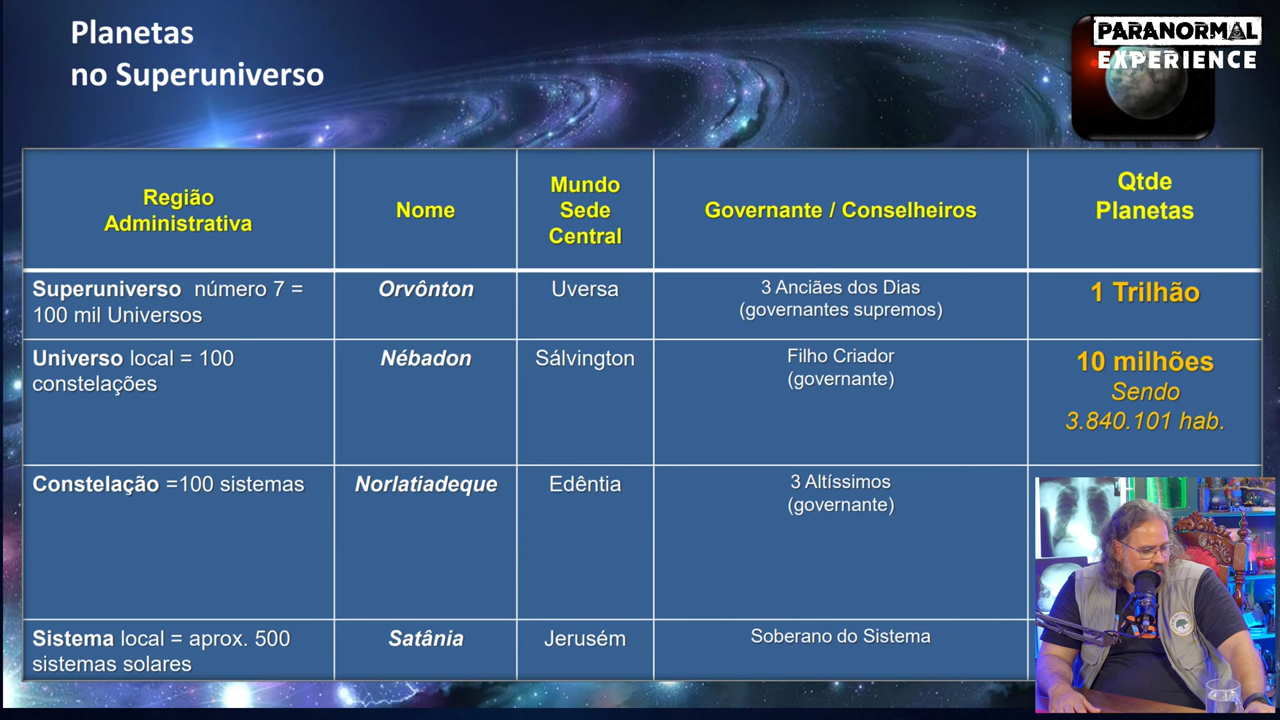 Planetas
no Superuniverso
PARANORMAL
EXPERIENCE
Região
Administrativa
Nome
Mundo
Sede
Central
Governante / Conselheiros
Qtde
Planetas
Superuniverso número 7 =
100 mil Universos
Orvônton
Uversa
3 Anciães dos Dias
(governantes supremos)
1 Trilhão
Universo local = 100
constelações
Nébadon
Sálvington
Filho Criador
(governante)
10 milhões
Sendo
3.840.101 hab.
Constelação =100 sistemas
Norlatiadeque
Edêntia
3 Altíssimos
(governante)
Sistema local = aprox. 500
sistemas solares
Satânia
Jerusém
Soberano do Sistema